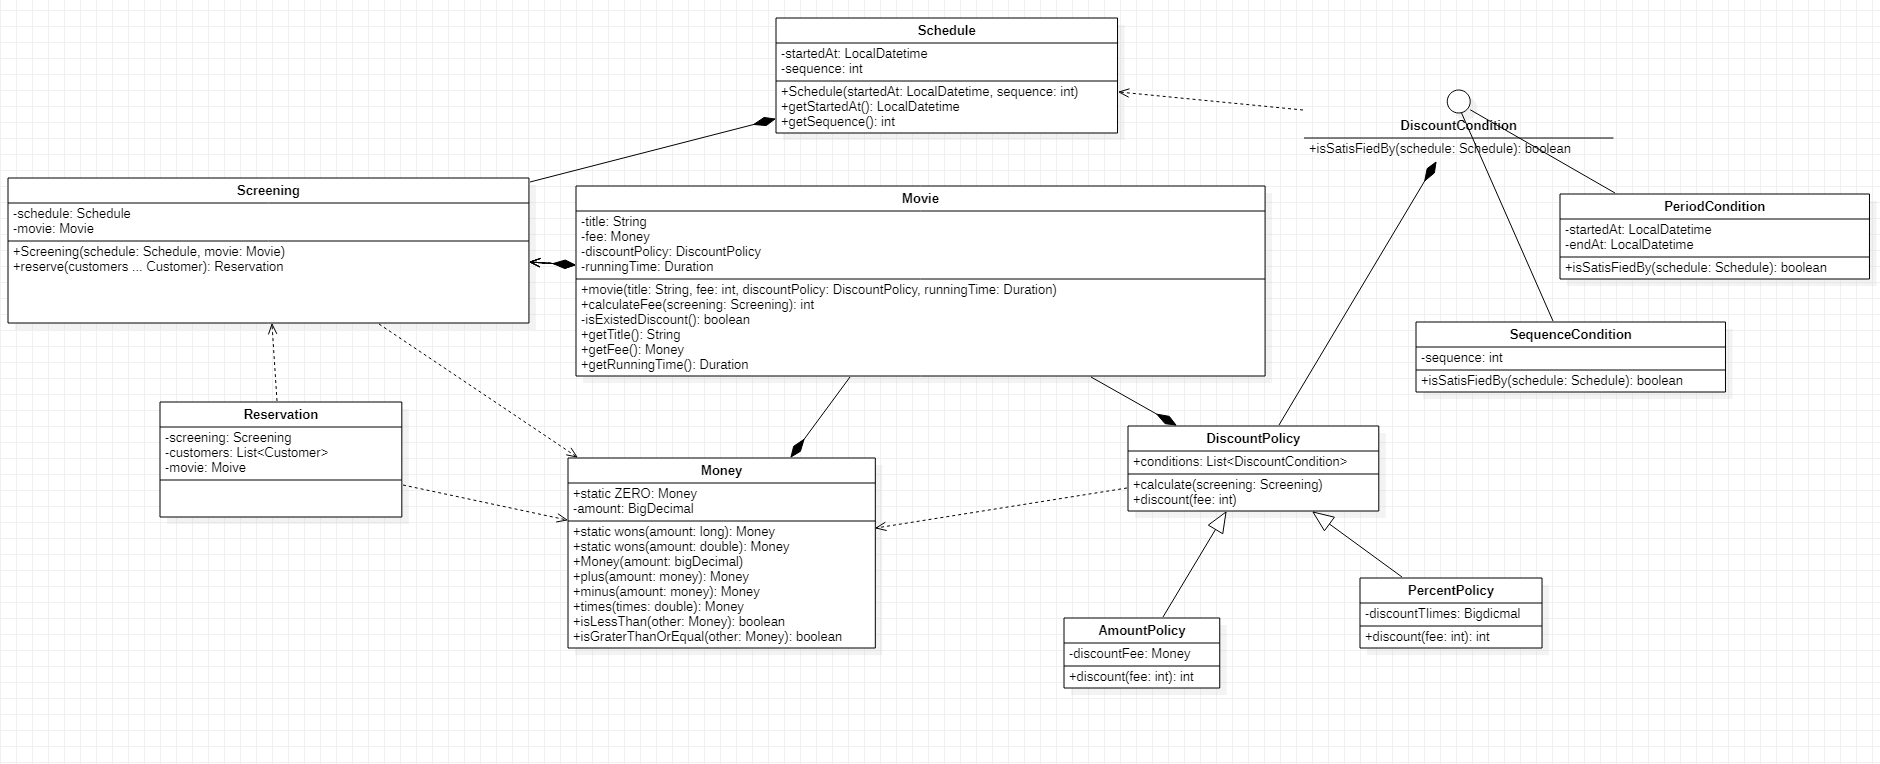 Schedule
-startedAt: LocalDatetime
-sequence: int
+Schedule(startedAt: LocalDatetime, sequence: int)
+getStartedAt(): LocalDatetime
+getSequence(): int
DiscountCondition
+isSatisFiedBy(schedule: Schedule): boolean
Screening
-schedule: Schedule
-movie: Movie
+Screening(schedule: Schedule, movie: Movie)
+reserve(customers ... Customer): Reservation
Movie
-title: String
-fee: Money
-discountPolicy: DiscountPolicy
-runningTime: Duration
+movie(title: String, fee: int, discountPolicy: DiscountPolicy, runningTime: Duration)
+calculateFee(screening: Screening): int
-isExistedDiscount(): boolean
+getTitle(): String
+getFee(): Money
+getRunningTime(): Duration
PeriodCondition
-startedAt: LocalDatetime
-endAt: LocalDatetime
+isSatisFiedBy(schedule: Schedule): boolean
SequenceCondition
-sequence: int
+isSatisFiedBy(schedule: Schedule): boolean
Reservation
-screening: Screening
-customers: List<Customer>
-movie: Moive
Money
+static ZERO: Money
-amount: BigDecimal
+static wons(amount: long): Money
+static wons(amount: double): Money
+Money(amount: bigDecimal)
+plus(amount: money): Money
+minus(amount: money): Money
+times(times: double): Money
+isLessThan(other: Money): boolean
+isGraterThanOrEqual(other: Money): boolean
DiscountPolicy
+conditions: List<DiscountCondition>
+calculate(screening: Screening)
+discount(fee: int)
AmountPolicy
-discountFee: Money
+discount(fee: int): int
PercentPolicy
-discountTIimes: Bigdicmal
+discount(fee: int): int